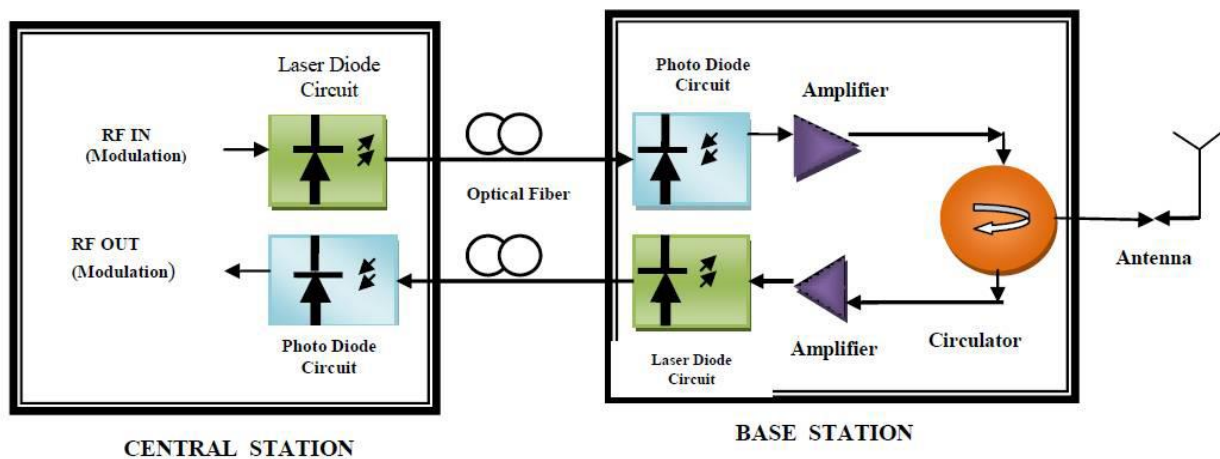 Laser Diode
Circuit
RF IN
(Modulation)
Optical Fiber
Photo Diode
Circuit
Amplifier
RF OUT
(Modulation)
Photo Diode
Circuit
Laser Diode
Circuit
Amplifier
Circulator
Antenna
CENTRAL STATION
BASE STATION